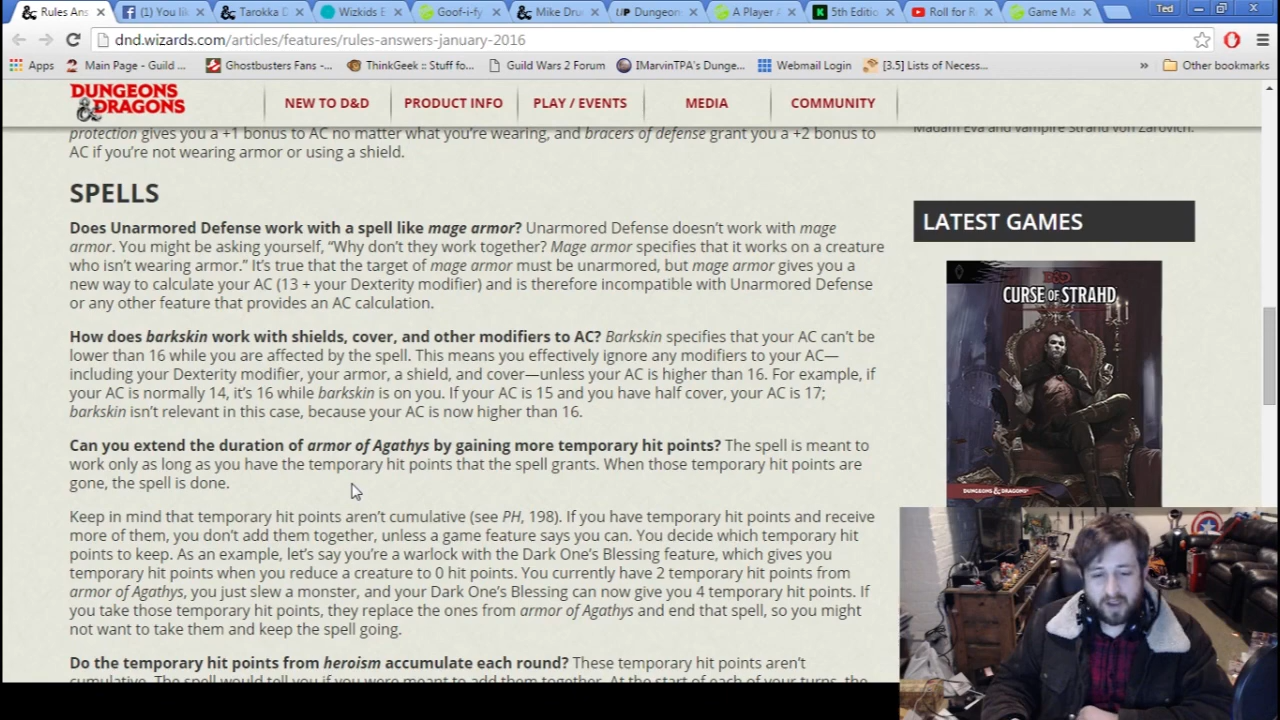 Rules Ans
(1) You lik
Tarokka D
Wizkids E
Goof-i-fy
Mike Dru
Dungeon
A Player A
5th Editio
Roll for R
Game Ma
Ted
dnd.wizards.com/articles/features/rules-answers-january-2016
Apps
Main Page - Guild ...
Ghostbusters Fans -...
ThinkGeek :: Stuff fo...
Guild Wars 2 Forum
IMarvinTPA's Dunge...
Webmail Login
[3.5] Lists of Necess...
»
Other bookmarks
DUNGEONS & DRAGONS
NEW TO D&D
PRODUCT INFO
PLAY / EVENTS
MEDIA
COMMUNITY
protection gives you a +1 bonus to AC no matter what you're wearing, and bracers of defense grant you a +2 bonus to
AC if you're not wearing armor or using a shield.
SPELLS
Does Unarmored Defense work with a spell like mage armor? Unarmored Defense doesn't work with mage
armor. You might be asking yourself, “Why don't they work together? Mage armor specifies that it works on a creature
who isn't wearing armor.” It's true that the target of mage armor must be unarmored, but mage armor gives you a
new way to calculate your AC (13 + your Dexterity modifier) and is therefore incompatible with Unarmored Defense
or any other feature that provides an AC calculation.
How does barkskin work with shields, cover, and other modifiers to AC? Barkskin specifies that your AC can't be
lower than 16 while you are affected by the spell. This means you effectively ignore any modifiers to your AC—
including your Dexterity modifier, your armor, a shield, and cover—unless your AC is higher than 16. For example, if
your AC is normally 14, it's 16 while barkskin is on you. If your AC is 15 and you have half cover, your AC is 17;
barkskin isn't relevant in this case, because your AC is now higher than 16.
Can you extend the duration of armor of Agathys by gaining more temporary hit points? The spell is meant to
work only as long as you have the temporary hit points that the spell grants. When those temporary hit points are
gone, the spell is done.
Keep in mind that temporary hit points aren't cumulative (see PH, 198). If you have temporary hit points and receive
more of them, you don't add them together, unless a game feature says you can. You decide which temporary hit
points to keep. As an example, let's say you're a warlock with the Dark One's Blessing feature, which gives you
temporary hit points when you reduce a creature to 0 hit points. You currently have 2 temporary hit points from
armor of Agathys, you just slew a monster, and your Dark One's Blessing can now give you 4 temporary hit points. If
you take those temporary hit points, they replace the ones from armor of Agathys and end that spell, so you might
not want to take them and keep the spell going.
Do the temporary hit points from heroism accumulate each round? These temporary hit points aren't
cumulative. The spell would tell you if you were meant to add them together. At the start of each of your turns, the
Madam Eva and vampire Strahd von Zarovich.
LATEST GAMES
CURSE OF STRAHD
DUNGEONS & DRAGONS